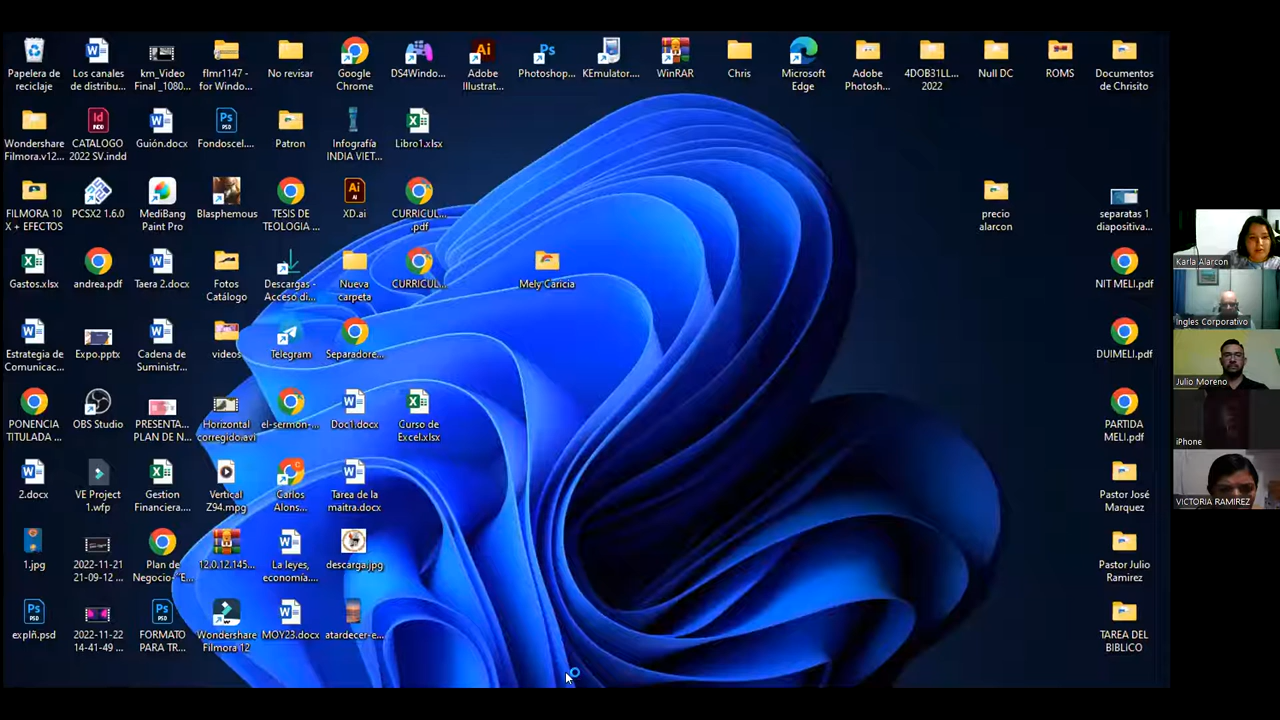 Papelera de
reciclaje
Los canales
de distribu...
km_Video
Final _1080...
flmr1147 -
for Windo...
No revisar
Google
Chrome
DS4Windo...
Adobe
Illustrat...
Photoshop...
KEmulator....
WinRAR
Chris
Microsoft
Edge
Adobe
Photosh...
4DOB31LL...
2022
Null DC
ROMS
Documentos
de Chrisito
Wondershare
Filmora.v12...
CATALOGO
2022 SV.indd
Guión.docx
Fondoscel....
Patron
Infografía
INDIA VIET...
Libro1.xlsx
FILMORA 10
X + EFECTOS
PCSX2 1.6.0
MediBang
Paint Pro
Blasphemous
TESIS DE
TEOLOGIA ...
XD.ai
CURRICUL...
.pdf
precio
alarcon
separatas 1
diapositiva...
Gastos.xlsx
andrea.pdf
Taera 2.docx
Fotos
Catálogo
Descargas -
Acceso di...
Nueva
carpeta
CURRICUL...
Mely Caricia
NIT MELI.pdf
Estrategia de
Comunicac...
Expo.pptx
Cadena de
Suministr...
videos
Telegram
Separadore...
DUIMELI.pdf
PONENCIA
TITULADA ...
OBS Studio
PRESENTA...
PLAN DE N...
Horizontal
corregido.avi
el-sermon-...
Doc1.docx
Curso de
Excel.xlsx
PARTIDA
MELI.pdf
2.docx
VE Project
1.wfp
Gestion
Financiera....
Vertical
Z94.mpg
Carlos
Alons...
Tarea de la
maitra.docx
Pastor José
Marquez
1.jpg
2022-11-21
21-09-12 ...
Plan de
Negocio-"E...
12.0.12.145...
La leyes,
economía....
descarga.jpg
Pastor Julio
Ramirez
explñ.psd
2022-11-22
14-41-49 ...
FORMATO
PARA TR...
Wondershare
Filmora 12
MOY23.docx
atardecer-e...
TAREA DEL
BIBLICO
Karla Alarcon
Ingles Corporativo
Julio Moreno
iPhone
VICTORIA RAMIREZ